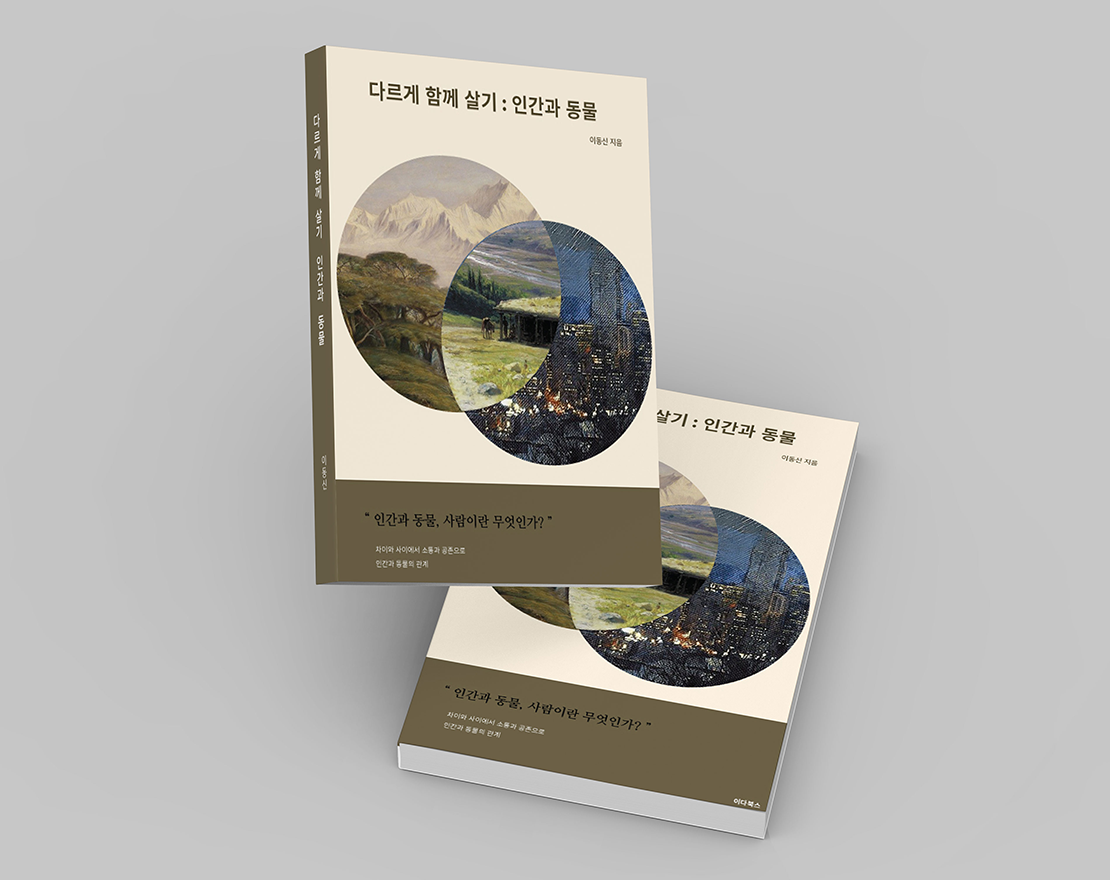 다르게 함께 살기 인간과 동물
이동신
다르게 함께 살기 : 인간과 동물
이동신 지음
“ 인간과 동물, 사람이란 무엇인가? ”
차이와 사이에서 소통과 공존으로
인간과 동물의 관계
살기 : 인간과 동물
이동신 지음
“ 인간과 동물, 사람이란 무엇인가? ”
차이와 사이에서 소통과 공존으로
인간과 동물의 관계
이다북스